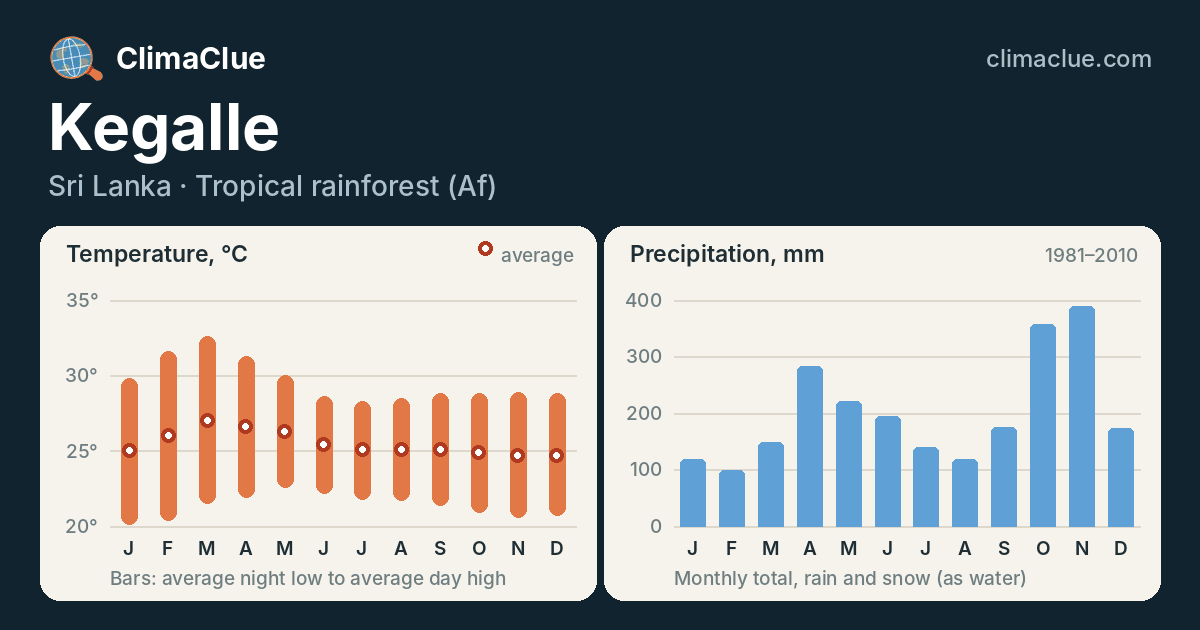 ClimaClue
climaclue.com
Kegalle
Sri Lanka · Tropical rainforest (Af)
Temperature, °C
average
35°
30°
25°
20°
J F M A M J J A S O N D
Bars: average night low to average day high
Precipitation, mm
1981–2010
400
300
200
100
0
J F M A M J J A S O N D
Monthly total, rain and snow (as water)